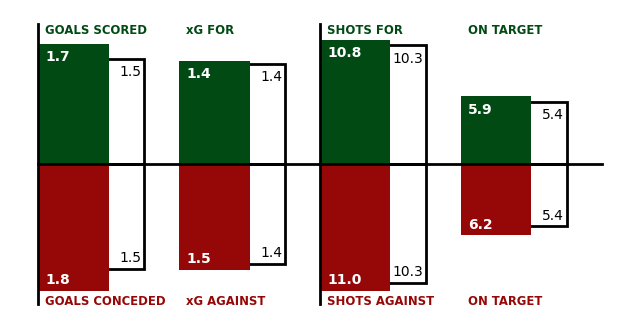 GOALS SCORED xG FOR SHOTS FOR ON TARGET
1.7 1.5 1.4 1.4 10.8 10.3 5.9 5.4
1.8 1.5 1.5 1.4 11.0 10.3 6.2 5.4
GOALS CONCEDED xG AGAINST SHOTS AGAINST ON TARGET